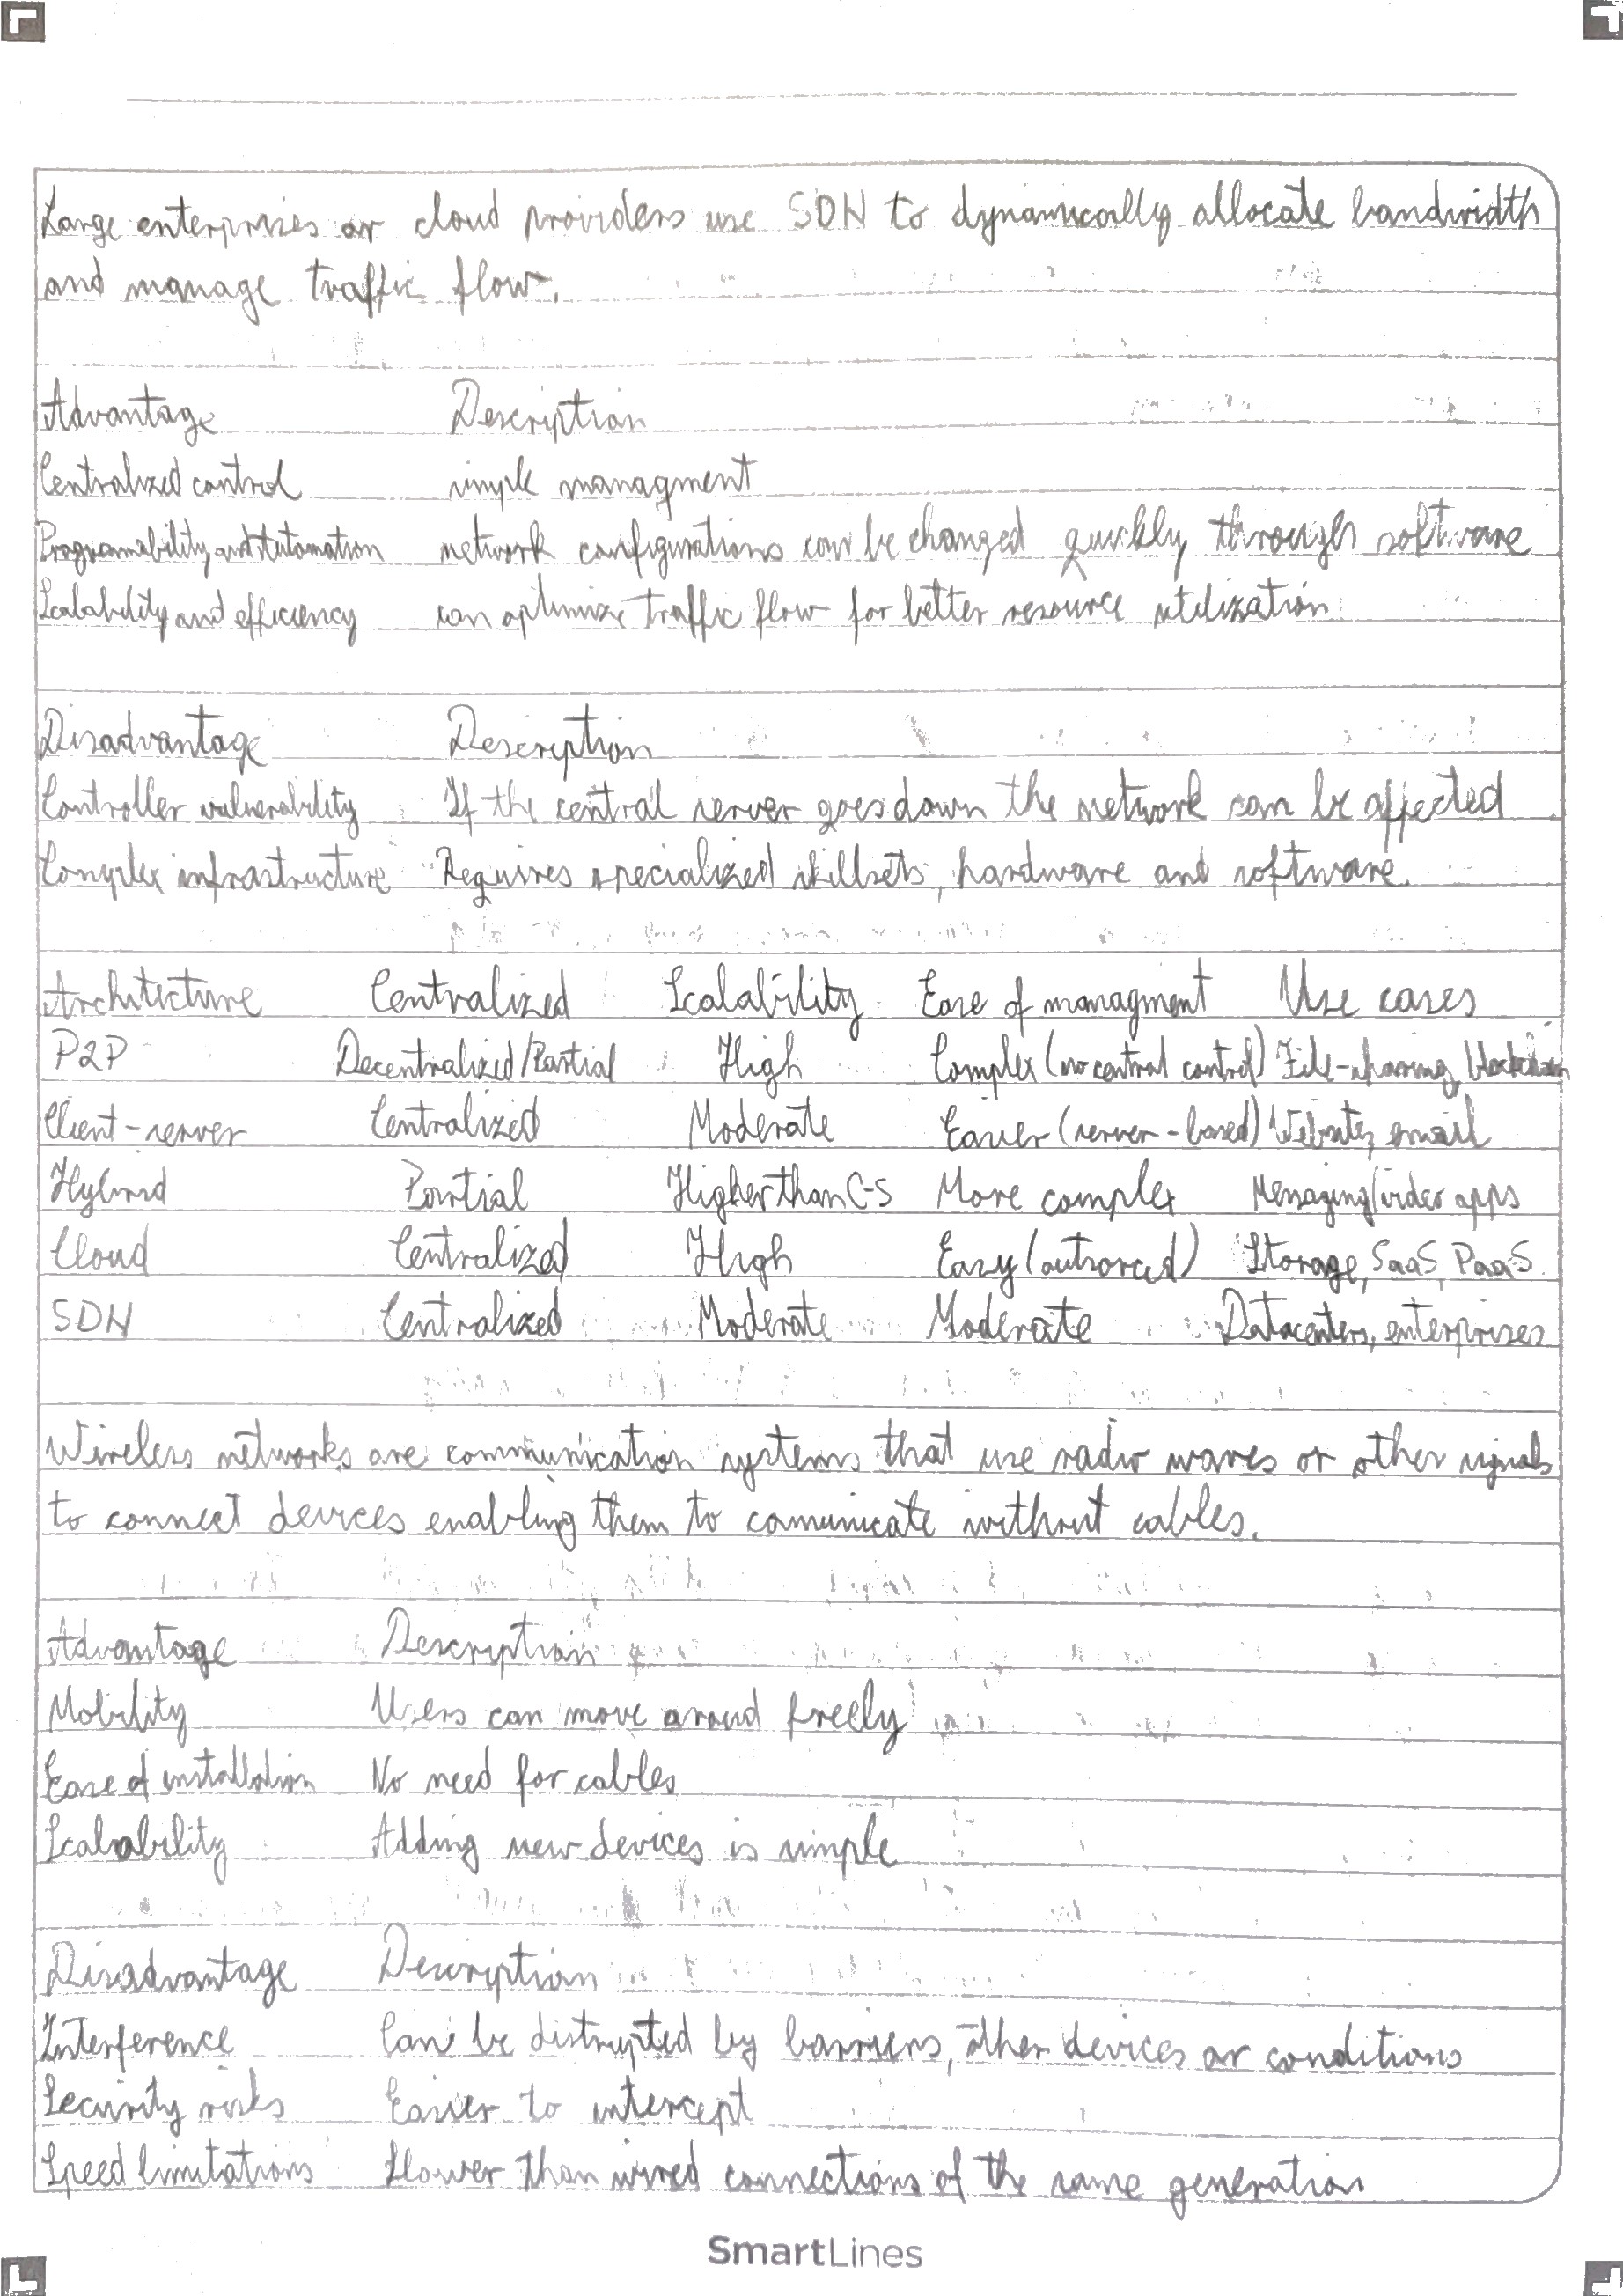 Large enterprises or cloud providers use SDN to dynamically allocate bandwidth
and manage traffic flow.
Advantage Description
Centralized control simple managment
Programmability and Automation network configurations can be changed quickly through software
Scalability and efficiency can optimize traffic flow for better resource utilization
Disadvantage Description
Controller vulnerability If the central server goes down the network can be affected
Complex infrastructure Requires specialized skillsets, hardware and software.
Architecture Centralized Scalability Ease of managment Use cases
P2P Decentralized/Partial High Complex (no central control) File-sharing, blockchain
Client-server Centralized Moderate Easier (server-based) Websites, email
Hybrid Partial Higher than C-S More complex Messaging/video apps
Cloud Centralized High Easy (outsorced) Storage, SaaS, PaaS
SDN Centralized Moderate Moderate Datacenters, enterprises
Wireless networks are communication systems that use radio waves or other signals
to connect devices enabling them to comunicate without cables.
Advantage Description
Mobility Users can move aroud freely
Ease of installation No need for cables
Scalability Adding new devices is simple
Disadvantage Description
Interference Can be distrupted by barriers, other devices or conditions
Security risks Easier to intercept
Speed limitations Slower than wired connections of the same generation
SmartLines